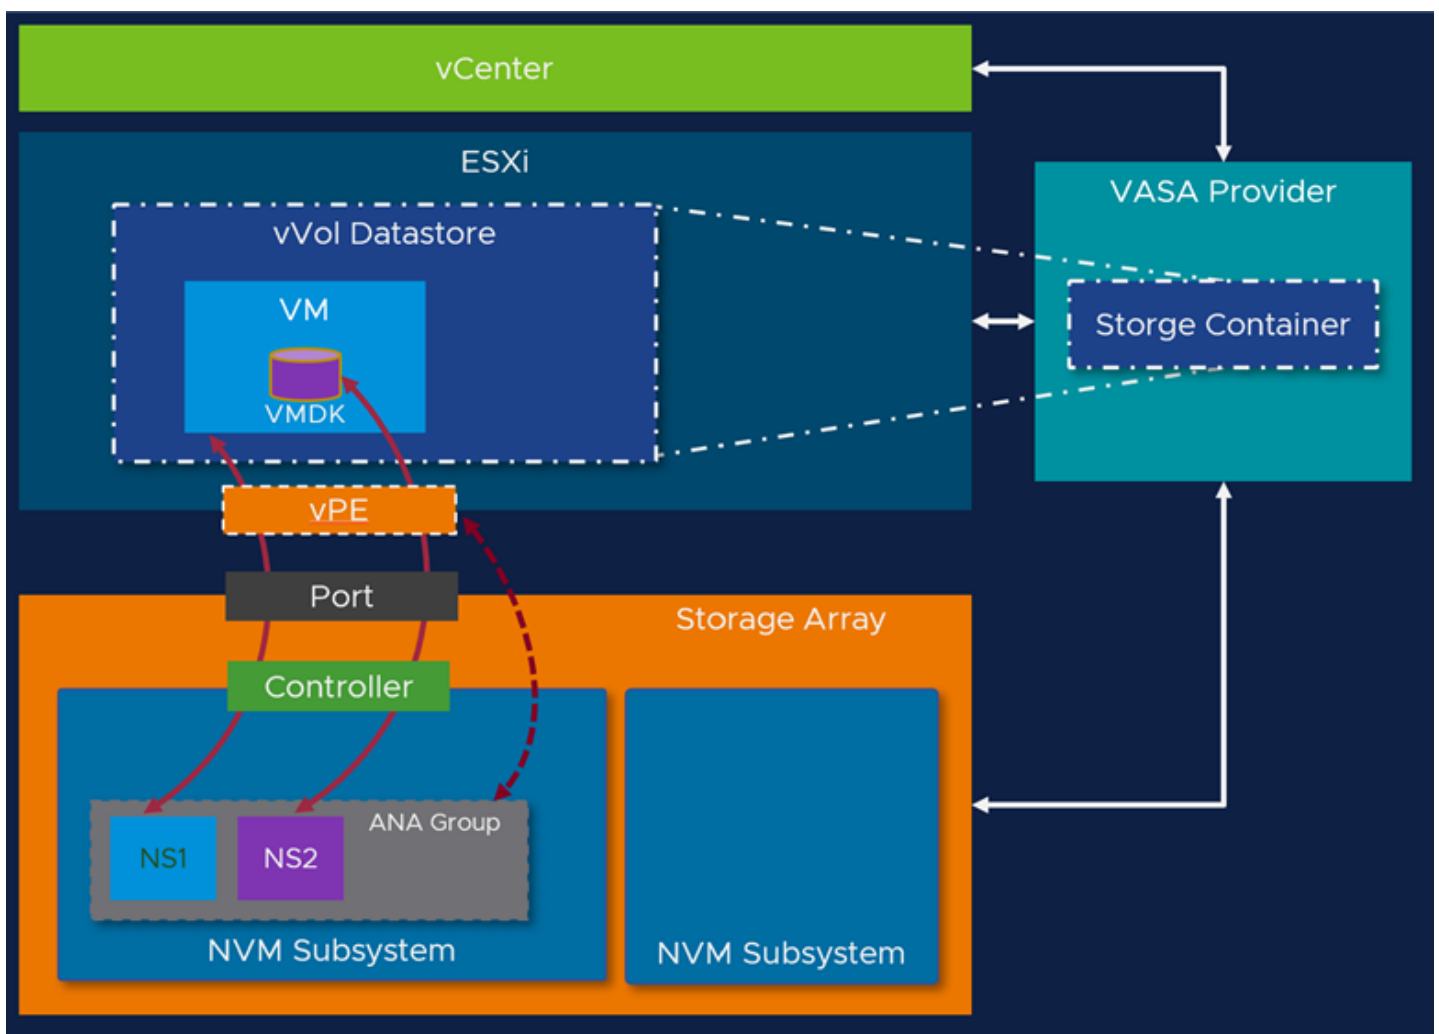 vCenter
ESXi
VASA Provider
vVol Datastore
VM
Storge Container
VMDK
vPE
Port
Storage Array
Controller
ANA Group
NS1
NS2
NVM Subsystem
NVM Subsystem